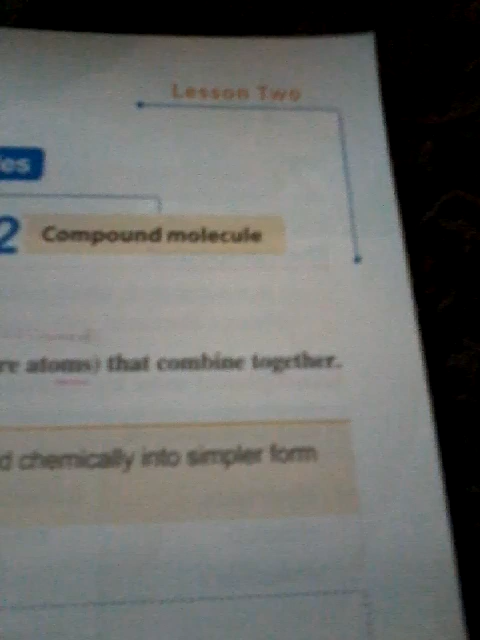 Lesson Two
es
2 Compound molecule
re atoms) that combine together.
d chemically into simpler form